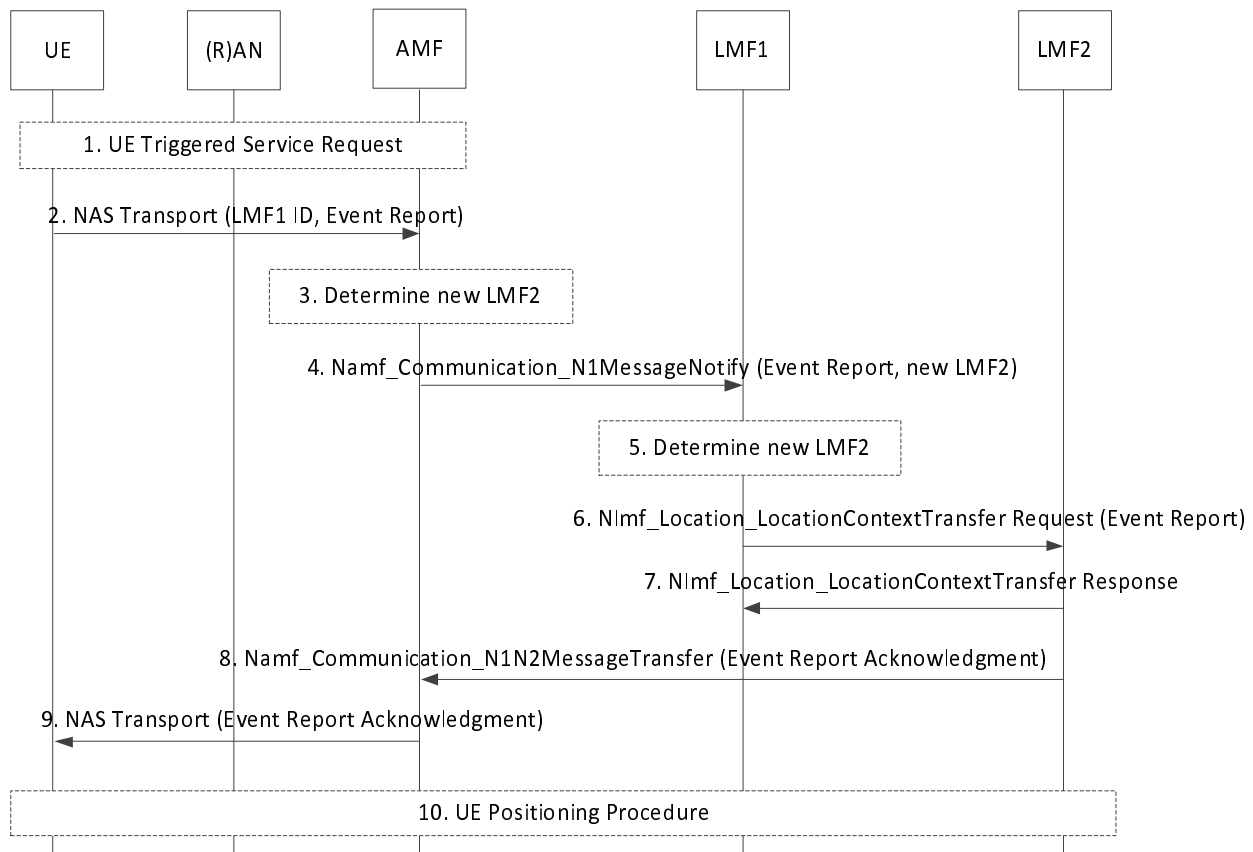 UE
(R)AN
AMF
LMF1
LMF2
1. UE Triggered Service Request
2. NAS Transport (LMF1 ID, Event Report)
3. Determine new LMF2
4. Namf_Communication_N1MessageNotify (Event Report, new LMF2)
5. Determine new LMF2
6. Nlmf_Location_LocationContextTransfer Request (Event Report)
7. Nlmf_Location_LocationContextTransfer Response
8. Namf_Communication_N1N2MessageTransfer (Event Report Acknowledgment)
9. NAS Transport (Event Report Acknowledgment)
10. UE Positioning Procedure